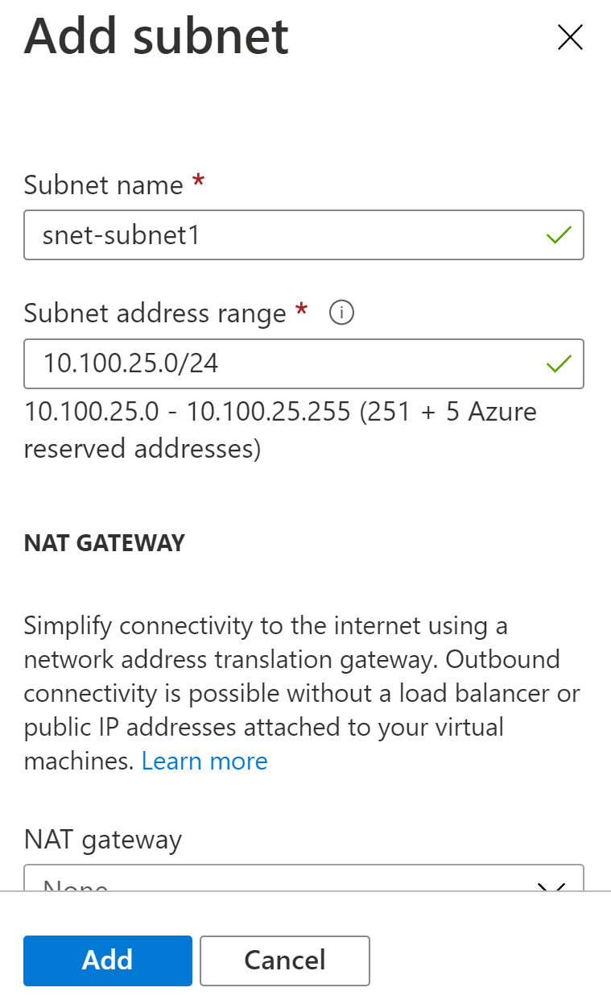 Add subnet
Subnet name *
snet-subnet1
Subnet address range *
10.100.25.0/24
10.100.25.0 - 10.100.25.255 (251 + 5 Azure
reserved addresses)
NAT GATEWAY
Simplify connectivity to the internet using a
network address translation gateway. Outbound
connectivity is possible without a load balancer or
public IP addresses attached to your virtual
machines. Learn more
NAT gateway
None
Add Cancel